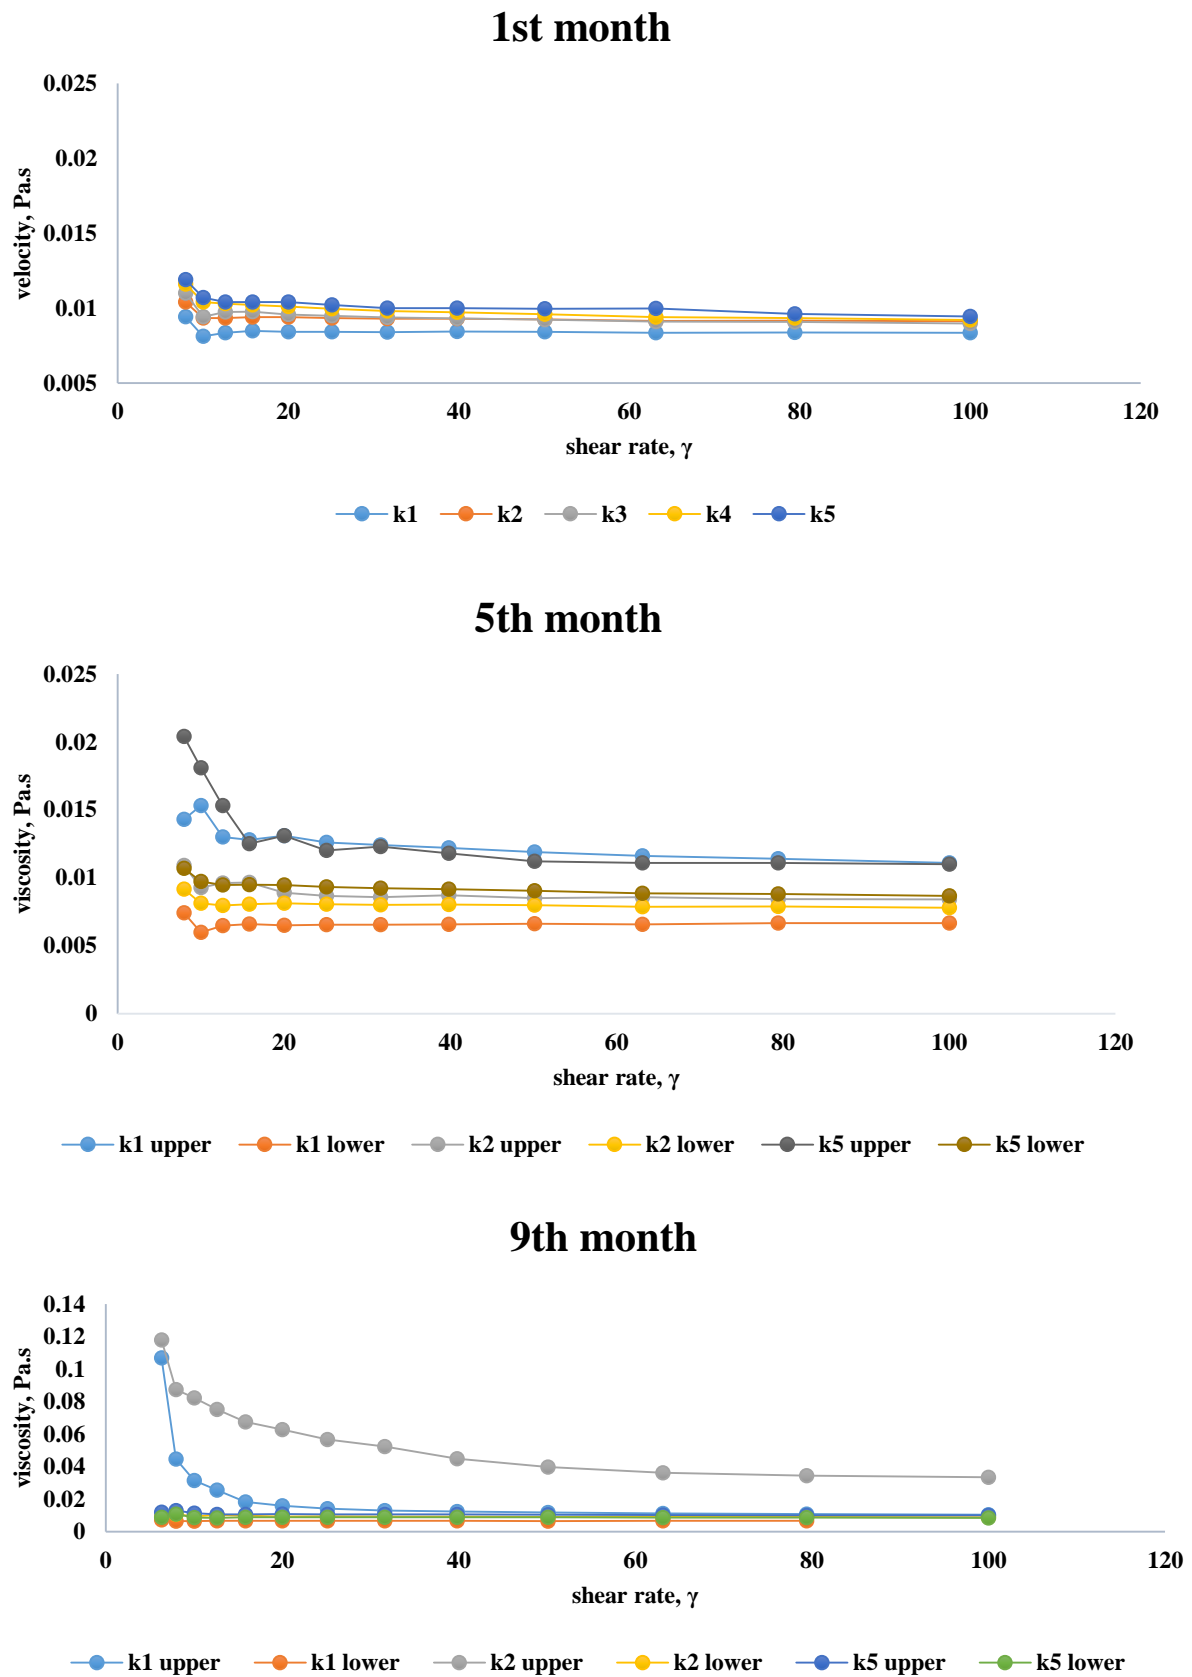 1st month
0.025
0.02
0.015
0.01
0.005
velocity, Pa.s
0 20 40 60 80 100 120
shear rate, γ
k1 k2 k3 k4 k5
5th month
0.025
0.02
0.015
0.01
0.005
0
viscosity, Pa.s
0 20 40 60 80 100 120
shear rate, γ
k1 upper k1 lower k2 upper k2 lower k5 upper k5 lower
9th month
0.14
0.12
0.1
0.08
0.06
0.04
0.02
0
viscosity, Pa.s
0 20 40 60 80 100 120
shear rate, γ
k1 upper k1 lower k2 upper k2 lower k5 upper k5 lower